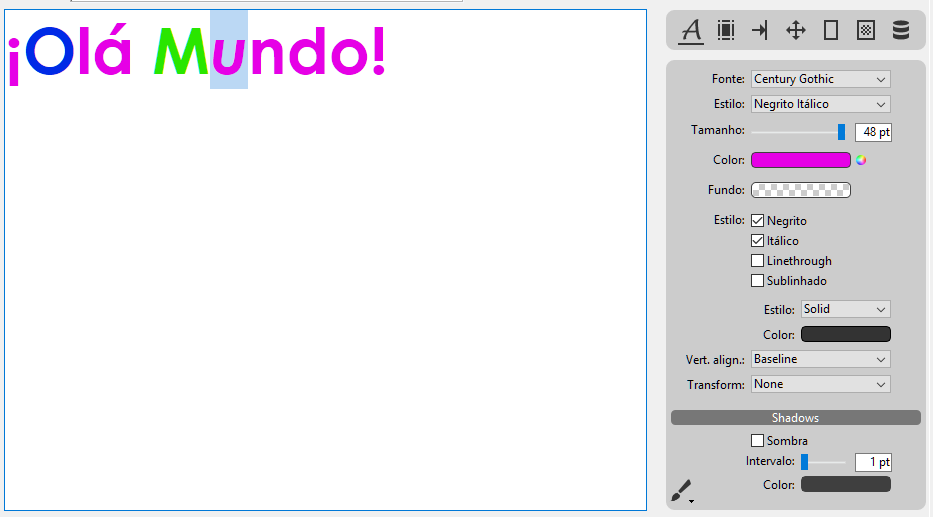 ¡Olá Mundo!
A
Fonte: Century Gothic
Estilo: Negrito Itálico
Tamanho: 48 pt
Color:
Fundo:
Estilo: Negrito
Itálico
Linethrough
Sublinhado
Estilo: Solid
Color:
Vert. align.: Baseline
Transform: None
Shadows
Sombra
Intervalo: 1 pt
Color: